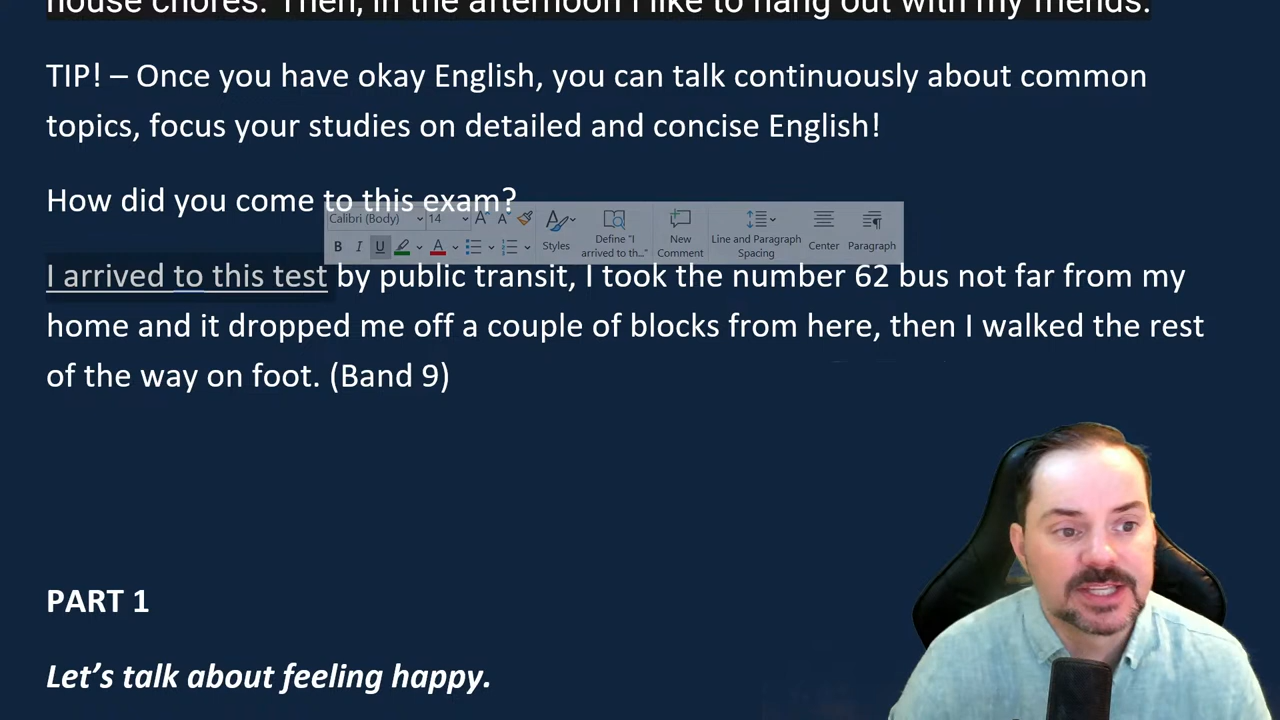 house chores. Then, in the afternoon I like to hang out with my friends.
TIP! – Once you have okay English, you can talk continuously about common
topics, focus your studies on detailed and concise English!
How did you come to this exam?
Calibri (Body) 14 A A
Styles
Define "I
arrived to th..."
New
Comment
Line and Paragraph
Spacing
Center
Paragraph
B I U A
I arrived to this test by public transit, I took the number 62 bus not far from my
home and it dropped me off a couple of blocks from here, then I walked the rest
of the way on foot. (Band 9)
PART 1
Let's talk about feeling happy.